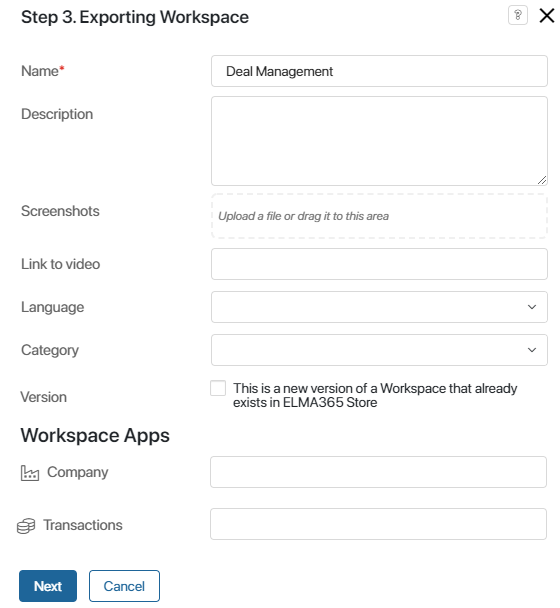 Step 3. Exporting Workspace
?
Name*
Deal Management
Description
Screenshots
Upload a file or drag it to this area
Link to video
Language
Category
Version
This is a new version of a Workspace that already
exists in ELMA365 Store
Workspace Apps
Company
Transactions
Next
Cancel